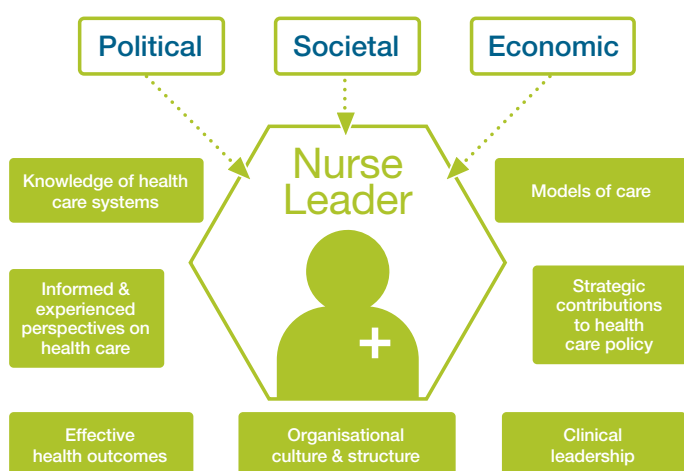 Political
Societal
Economic
Nurse
Leader
Knowledge of health
care systems
Models of care
Informed &
experienced
perspectives on
health care
Strategic
contributions
to health
care policy
Effective
health outcomes
Organisational
culture & structure
Clinical
leadership